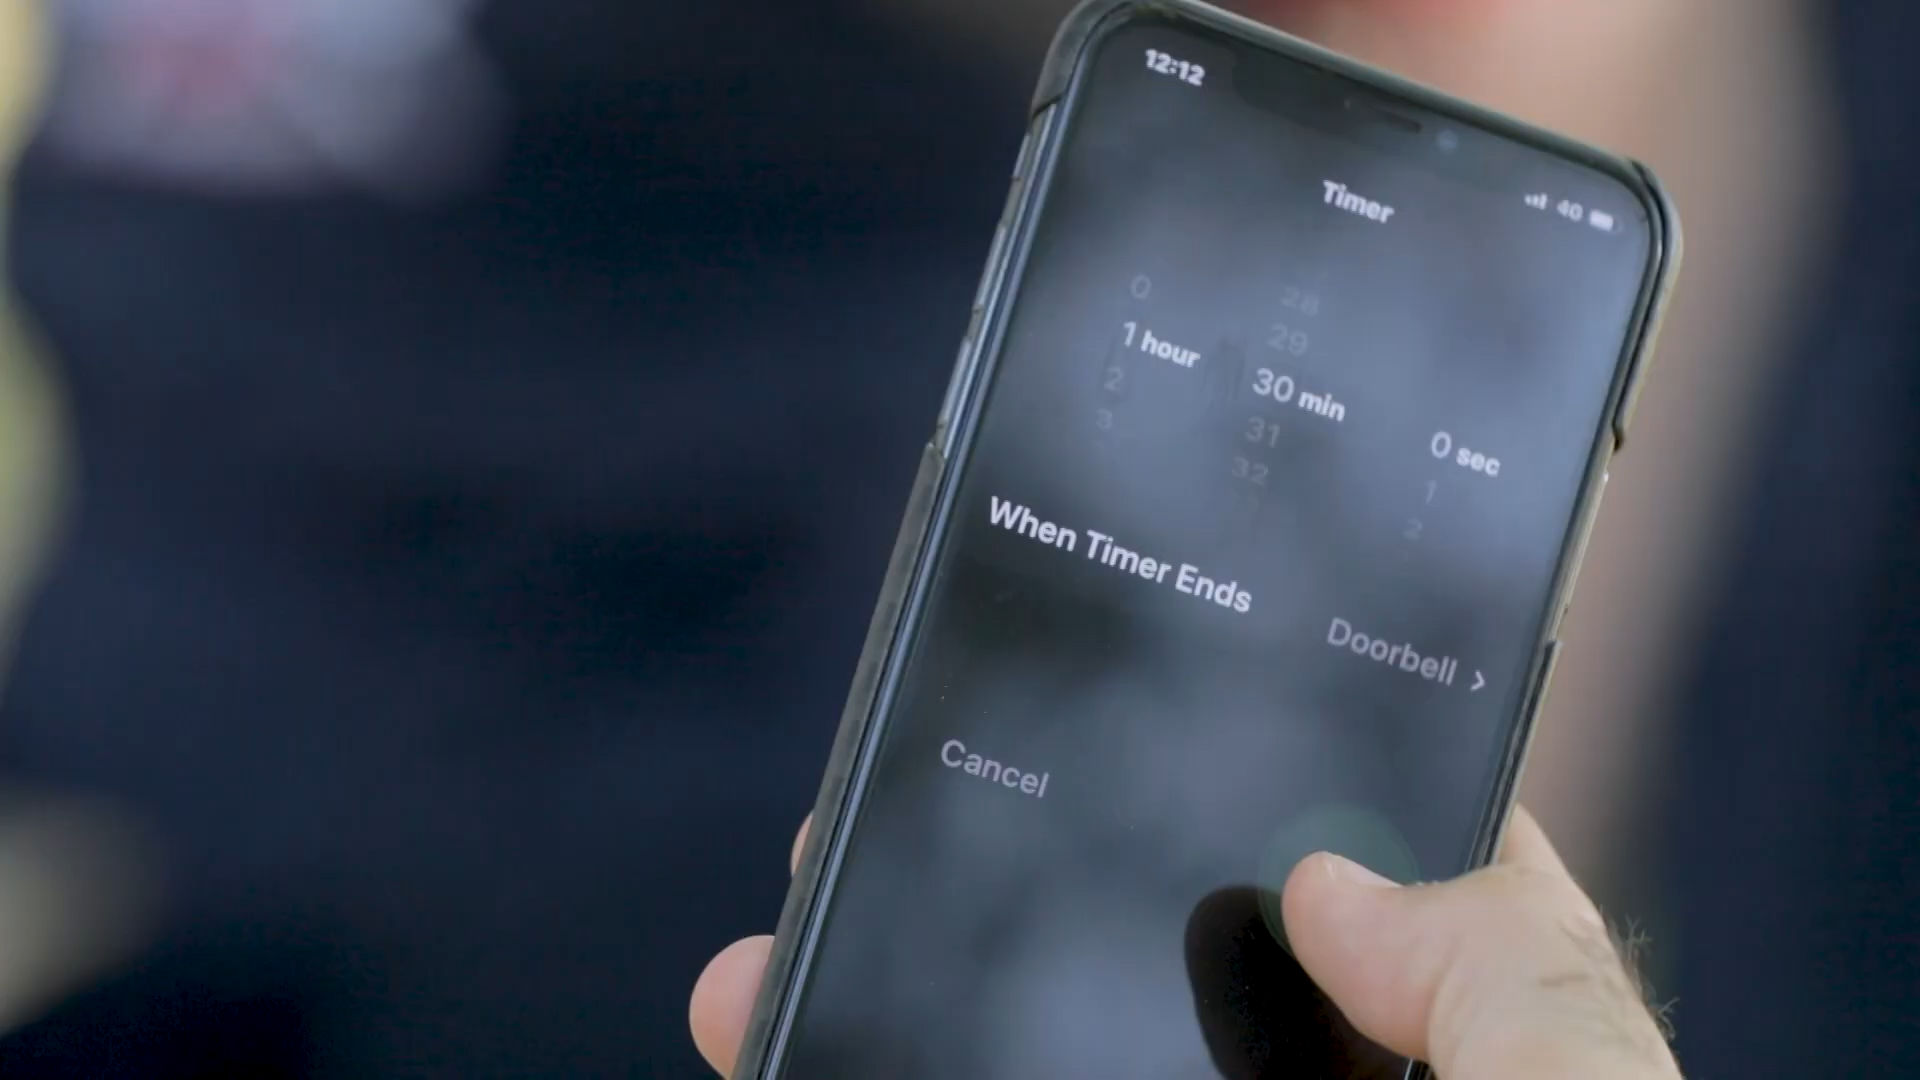 12:12
4G
Timer
0 28
29
1 hour 30 min 0 sec
2 31 1
3 32 2
When Timer Ends
Doorbell >
Cancel